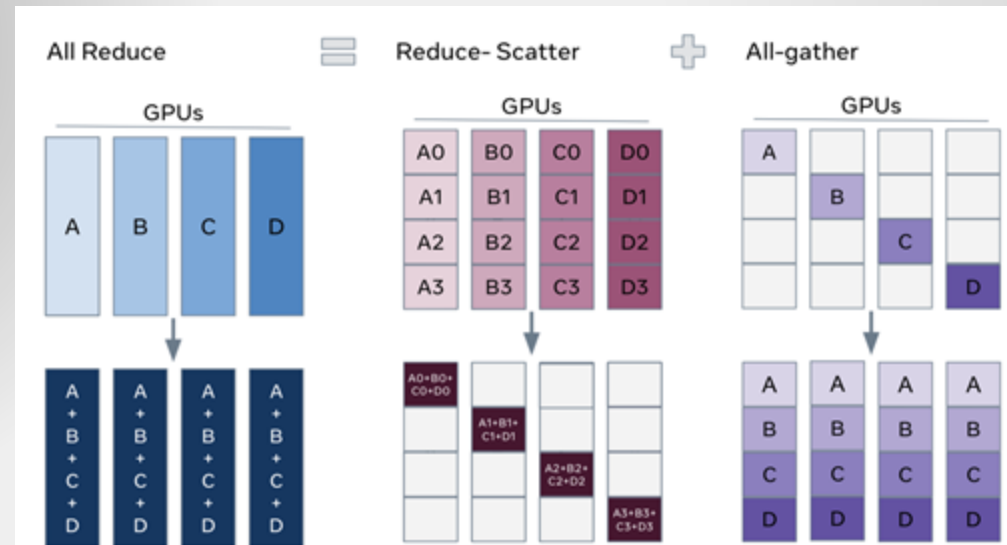 All Reduce = Reduce- Scatter + All-gather
GPUs GPUs GPUs
A B C D
A0 B0 C0 D0
A1 B1 C1 D1
A2 B2 C2 D2
A3 B3 C3 D3
A
B
C
D
A+B+C+D A+B+C+D A+B+C+D A+B+C+D
A0+B0+
C0+D0
A1+B1+
C1+D1
A2+B2+
C2+D2
A3+B3+
C3+D3
A A A A
B B B B
C C C C
D D D D